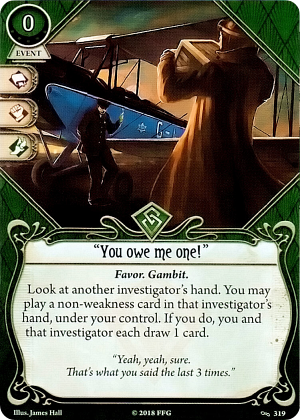 0
EVENT
G-
"You owe me one!"
Favor. Gambit.
Look at another investigator's hand. You may
play a non-weakness card in that investigator's
hand, under your control. If you do, you and
that investigator each draw 1 card.
"Yeah, yeah, sure.
That's what you said the last 3 times."
Illus. James Hall
© 2018 FFG
319